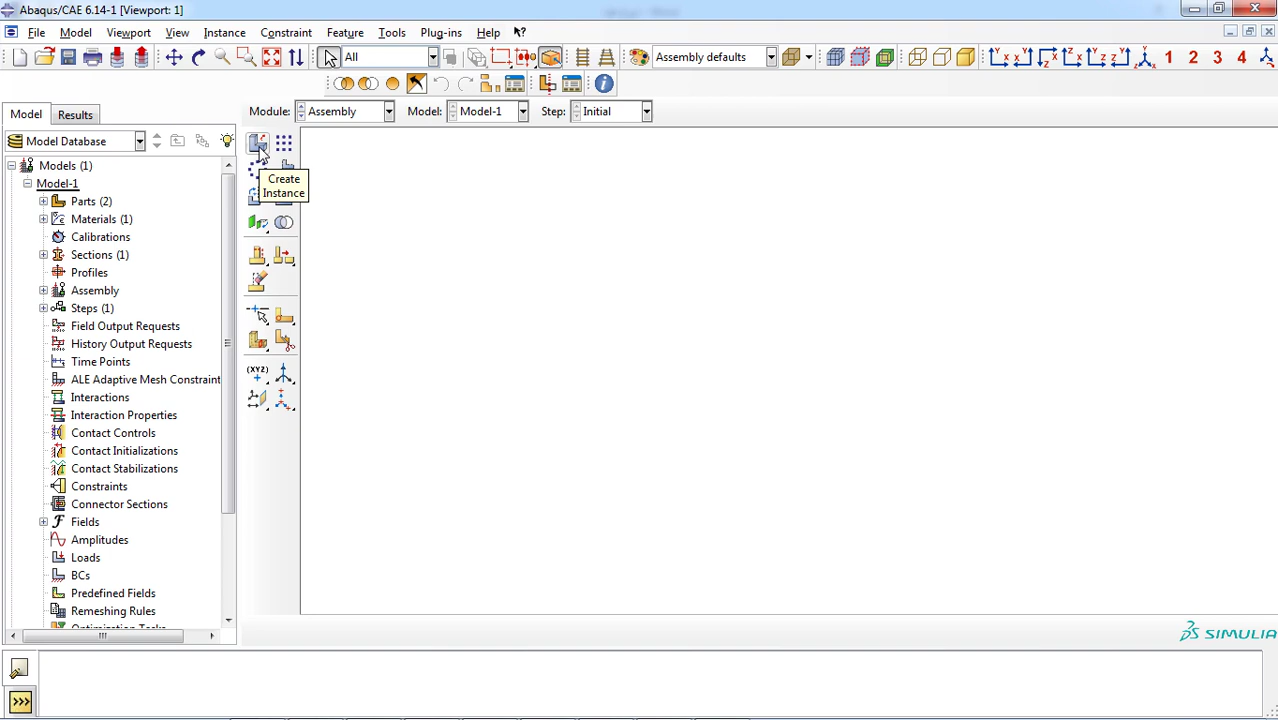 Abaqus/CAE 6.14-1 [Viewport: 1]
File Model Viewport View Instance Constraint Feature Tools Plug-ins Help
All Assembly defaults 1 2 3 4
Module: Assembly Model: Model-1 Step: Initial
Model Results
Model Database
Create
Instance
(XYZ)
Models (1)
Model-1
Parts (2)
Materials (1)
Calibrations
Sections (1)
Profiles
Assembly
Steps (1)
Field Output Requests
History Output Requests
Time Points
ALE Adaptive Mesh Constraint
Interactions
Interaction Properties
Contact Controls
Contact Initializations
Contact Stabilizations
Constraints
Connector Sections
Fields
Amplitudes
Loads
BCs
Predefined Fields
Remeshing Rules
SIMULIA
>>>